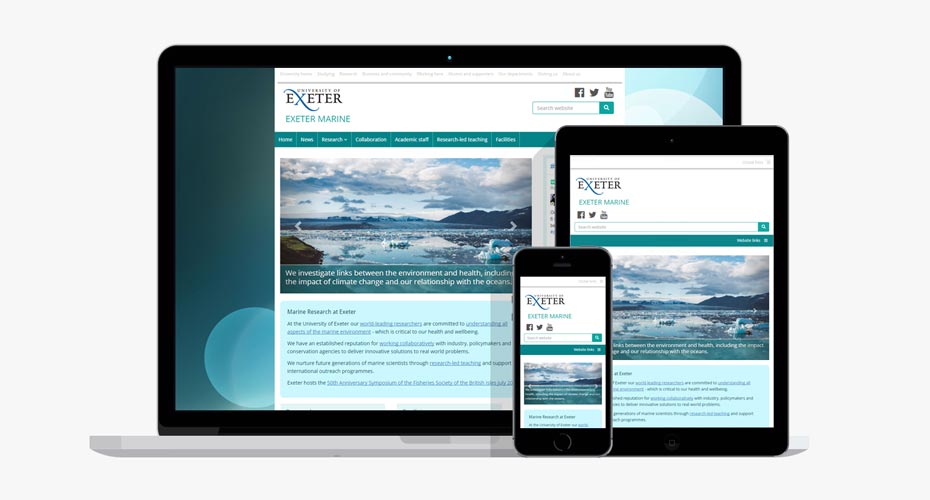 University home Studying Research Business and community Working here Alumni and supporters Our departments Visiting us About us
UNIVERSITY OF
EXETER
EXETER MARINE
You Tube
Search website
Home News Research Collaboration Academic staff Research-led teaching Facilities
We investigate links between the environment and health, including
the impact of climate change and our relationship with the oceans.
Marine Research at Exeter
At the University of Exeter our world-leading researchers are committed to understanding all
aspects of the marine environment - which is critical to our health and wellbeing.
We have an established reputation for working collaboratively with industry, policymakers and
conservation agencies to deliver innovative solutions to real world problems.
We nurture future generations of marine scientists through research-led teaching and support
international outreach programmes.
Exeter hosts the 50th Anniversary Symposium of the Fisheries Society of the British Isles July 20
UNIVERSITY OF
EXETER
EXETER MARINE
Search website
Website links
links between the environment and health, including the impact
ge and our relationship with the oceans.
at Exeter
of Exeter our world-leading researchers are committed to understanding all
environment - which is critical to our health and wellbeing.
ablished reputation for working collaboratively with industry, policymakers and
cies to deliver innovative solutions to real world problems.
generations of marine scientists through research-led teaching and support
reach programmes.
UNIVERSITY OF
EXETER
EXETER MARINE
Search website
Website links
Marine Research at Exeter
At the University of Exeter our world-